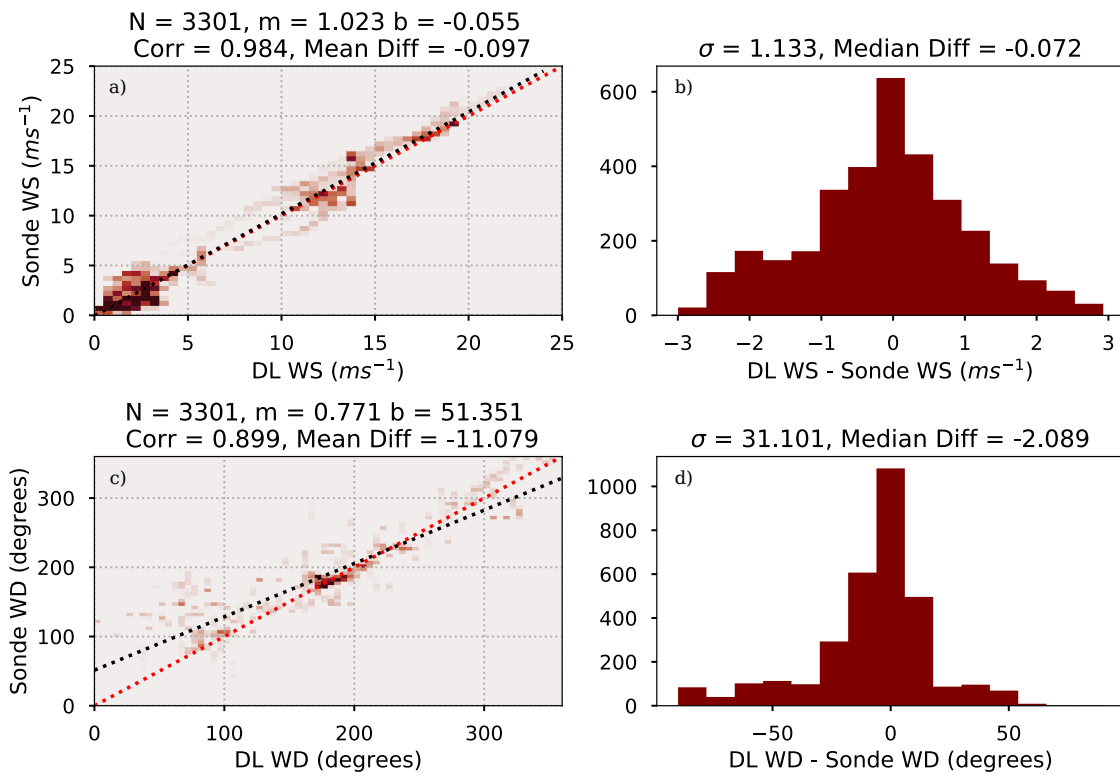 N = 3301, m = 1.023 b = -0.055
Corr = 0.984, Mean Diff = -0.097
a)
25
20
15
10
5
0
Sonde WS (ms⁻¹)
0 5 10 15 20 25
DL WS (ms⁻¹)
σ = 1.133, Median Diff = -0.072
b)
600
400
200
0
−3 −2 −1 0 1 2 3
DL WS - Sonde WS (ms⁻¹)
N = 3301, m = 0.771 b = 51.351
Corr = 0.899, Mean Diff = -11.079
c)
300
200
100
0
Sonde WD (degrees)
0 100 200 300
DL WD (degrees)
σ = 31.101, Median Diff = -2.089
d)
1000
800
600
400
200
0
−50 0 50
DL WD - Sonde WD (degrees)